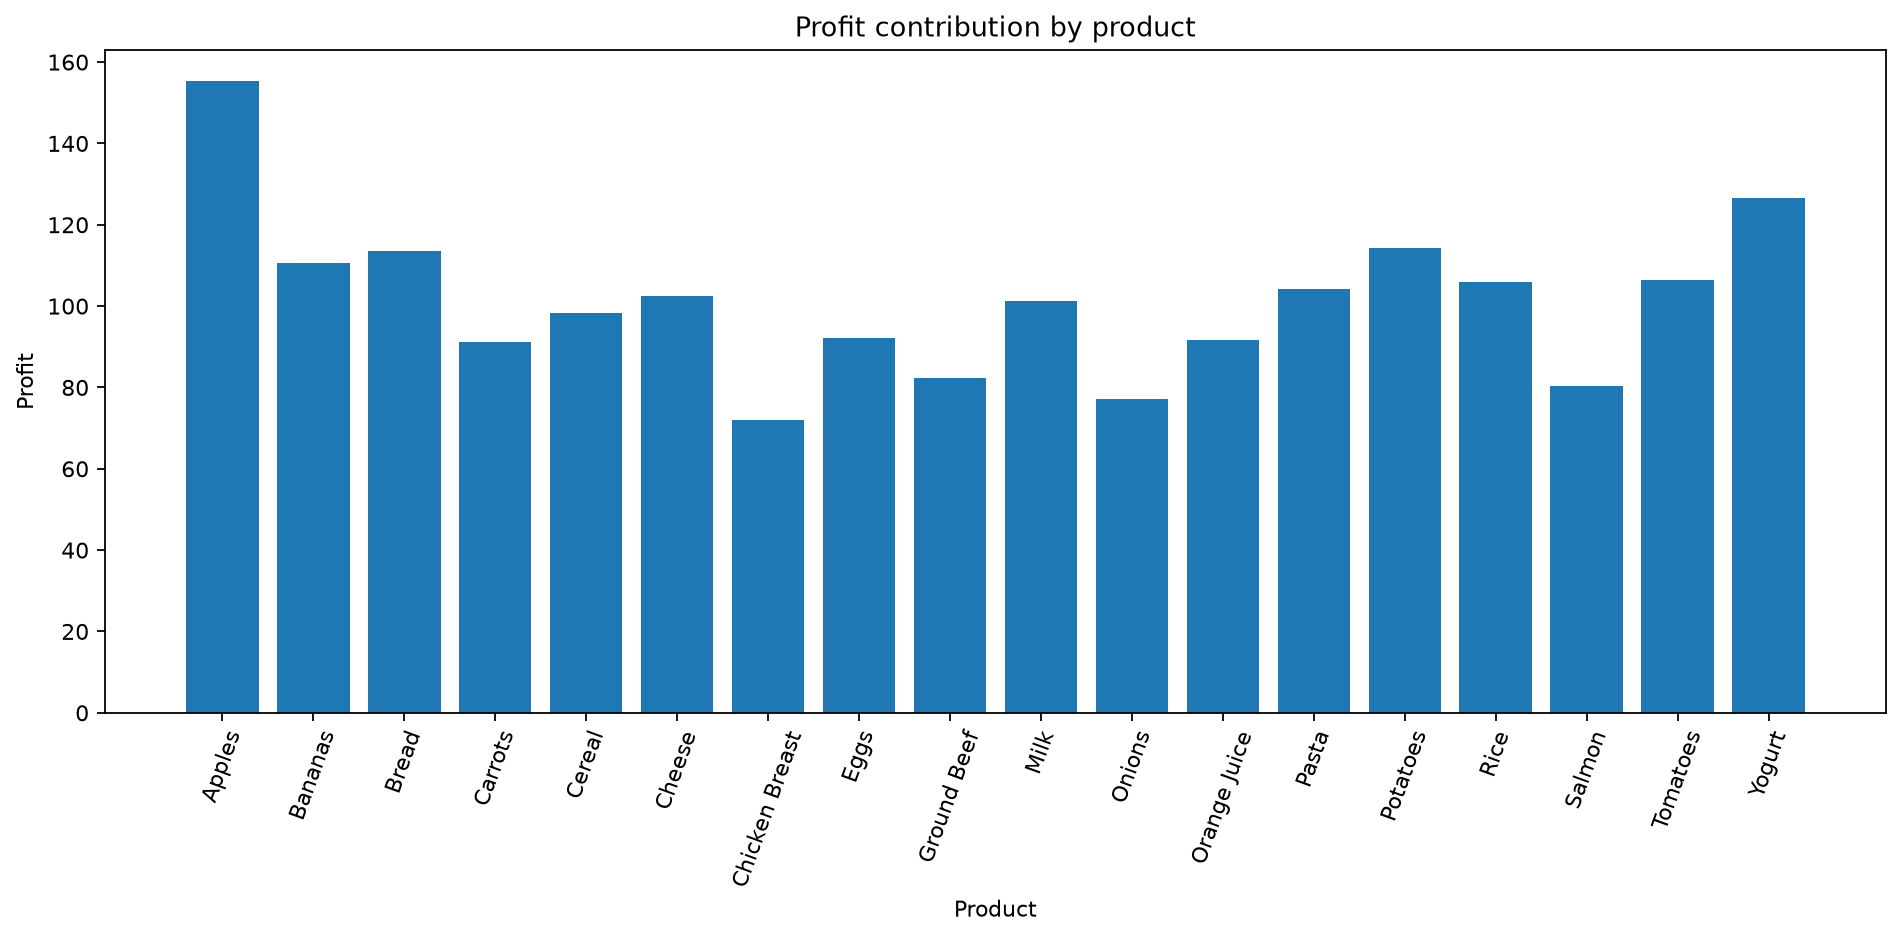 Profit contribution by product
160
140
120
100
80
60
40
20
0
Profit
Apples
Bananas
Bread
Carrots
Cereal
Cheese
Chicken Breast
Eggs
Ground Beef
Milk
Onions
Orange Juice
Pasta
Potatoes
Rice
Salmon
Tomatoes
Yogurt
Product